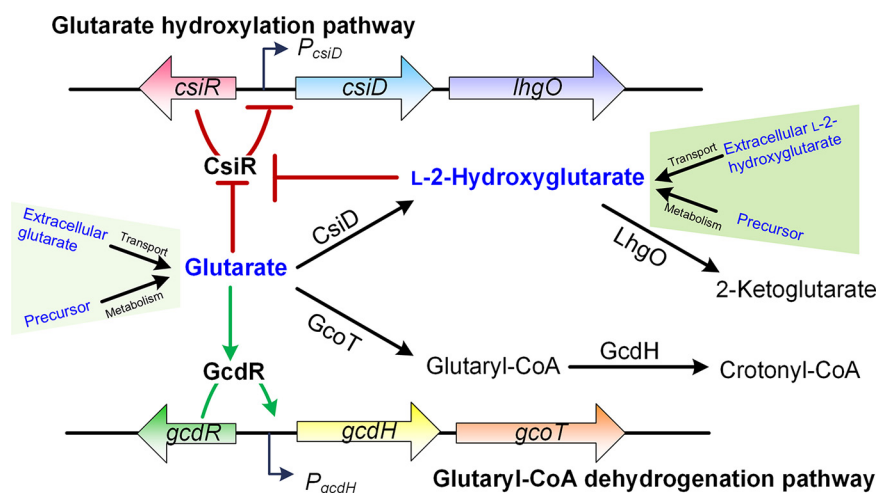 Glutarate hydroxylation pathway
PcsiD
csiR
csiD
lhgO
CsiR
L-2-Hydroxyglutarate
Transport
Extracellular L-2-
hydroxyglutarate
Metabolism
Precursor
Extracellular
glutarate
Transport
Precursor
Metabolism
Glutarate
CsiD
LhgO
2-Ketoglutarate
GcoT
GcdR
Glutaryl-CoA
GcdH
Crotonyl-CoA
gcdR
gcdH
gcoT
PgcdH
Glutaryl-CoA dehydrogenation pathway